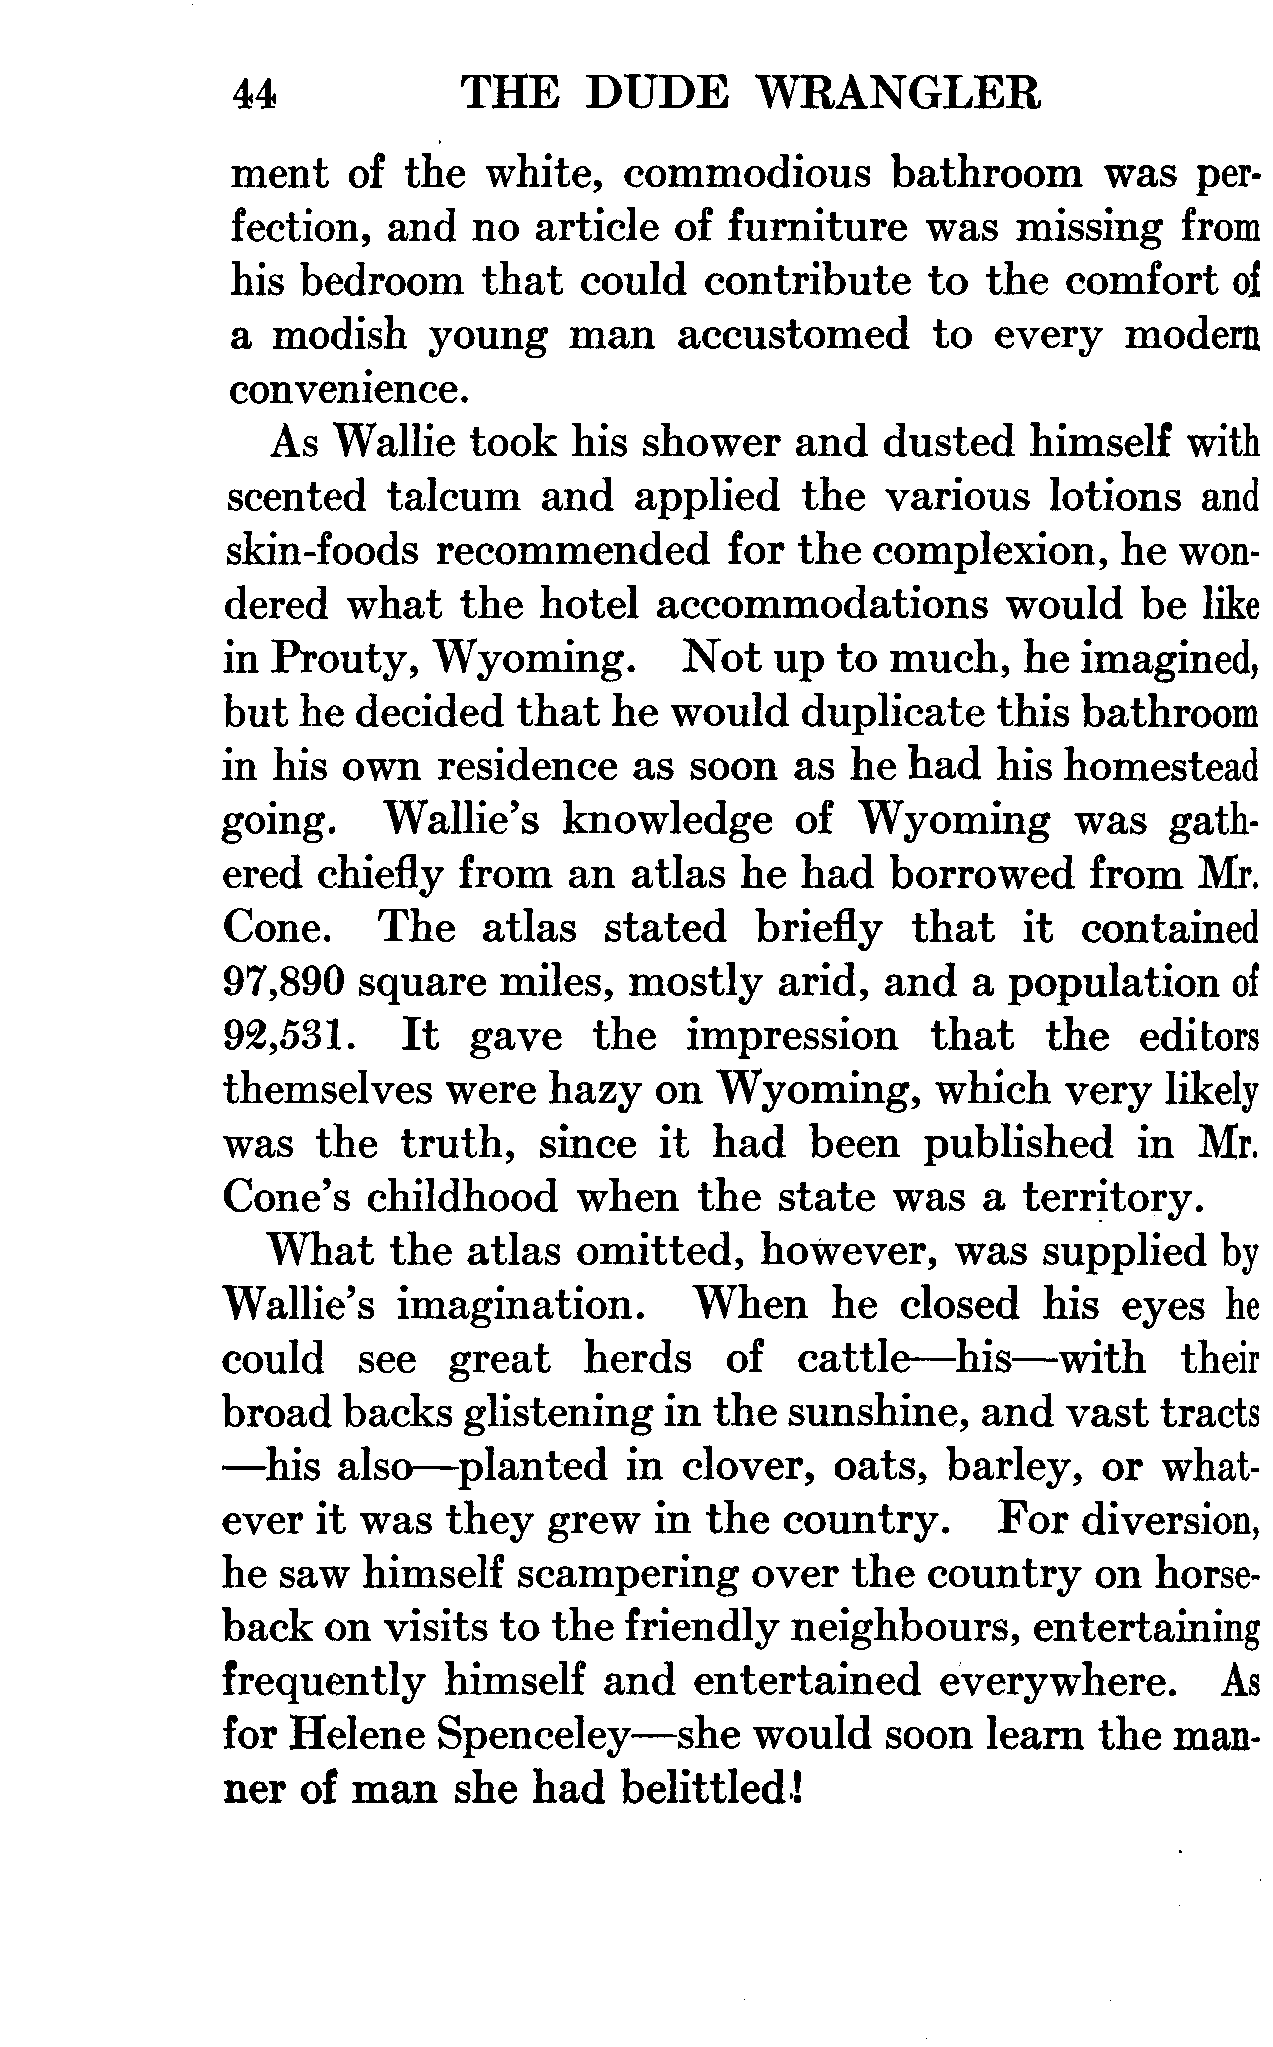 44 THE DUDE WRANGLER
ment of the white, commodious bathroom was per-
fection, and no article of furniture was missing from
his bedroom that could contribute to the comfort of
a modish young man accustomed to every modern
convenience.
As Wallie took his shower and dusted himself with
scented talcum and applied the various lotions and
skin-foods recommended for the complexion, he won-
dered what the hotel accommodations would be like
in Prouty, Wyoming. Not up to much, he imagined,
but he decided that he would duplicate this bathroom
in his own residence as soon as he had his homestead
going. Wallie's knowledge of Wyoming was gath-
ered chiefly from an atlas he had borrowed from Mr.
Cone. The atlas stated briefly that it contained
97,890 square miles, mostly arid, and a population of
92,531. It gave the impression that the editors
themselves were hazy on Wyoming, which very likely
was the truth, since it had been published in Mr.
Cone's childhood when the state was a territory.
What the atlas omitted, however, was supplied by
Wallie's imagination. When he closed his eyes he
could see great herds of cattle—his—with their
broad backs glistening in the sunshine, and vast tracts
—his also—planted in clover, oats, barley, or what-
ever it was they grew in the country. For diversion,
he saw himself scampering over the country on horse-
back on visits to the friendly neighbours, entertaining
frequently himself and entertained everywhere. As
for Helene Spenceley—she would soon learn the man-
ner of man she had belittled!